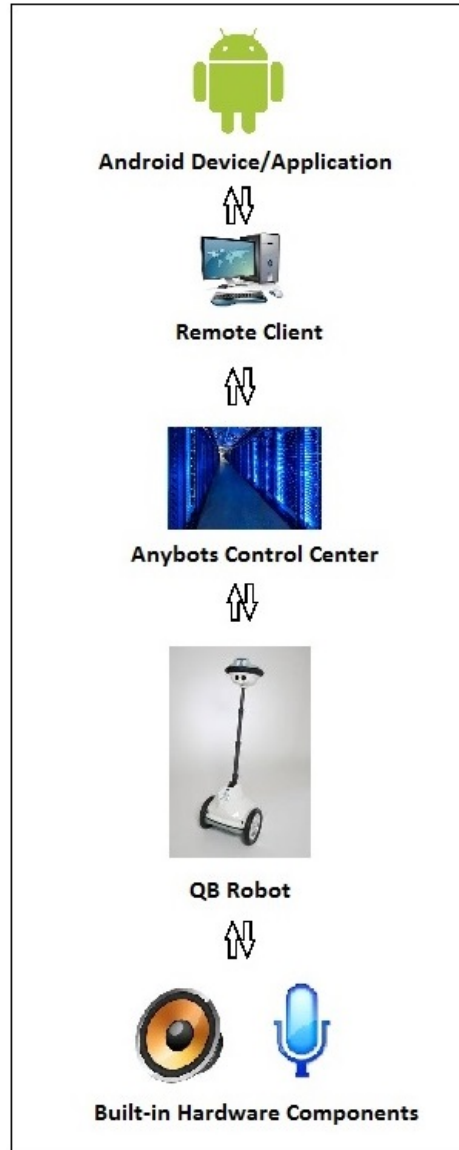 Android Device/Application
Remote Client
Anybots Control Center
QB Robot
Built-in Hardware Components